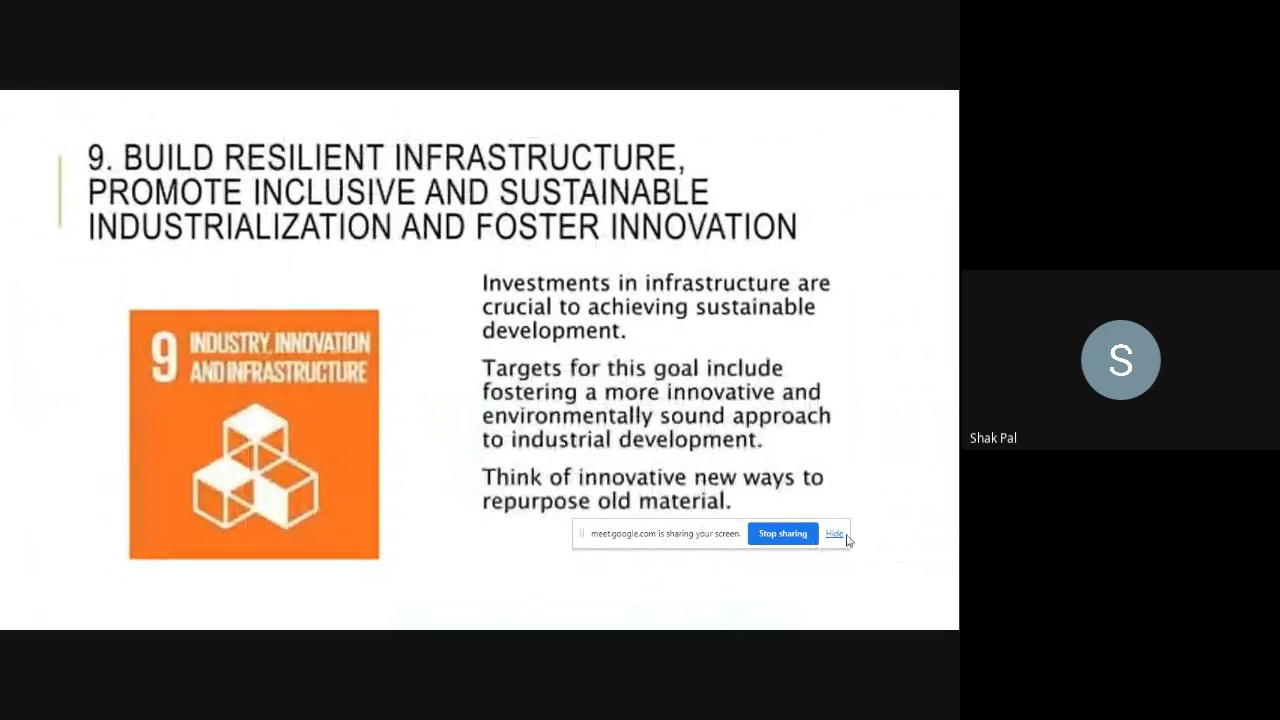 9. BUILD RESILIENT INFRASTRUCTURE,
PROMOTE INCLUSIVE AND SUSTAINABLE
INDUSTRIALIZATION AND FOSTER INNOVATION
9 INDUSTRY, INNOVATION
AND INFRASTRUCTURE
Investments in infrastructure are
crucial to achieving sustainable
development.
Targets for this goal include
fostering a more innovative and
environmentally sound approach
to industrial development.
Think of innovative new ways to
repurpose old material.
meet.google.com is sharing your screen. Stop sharing Hide
S
Shak Pal